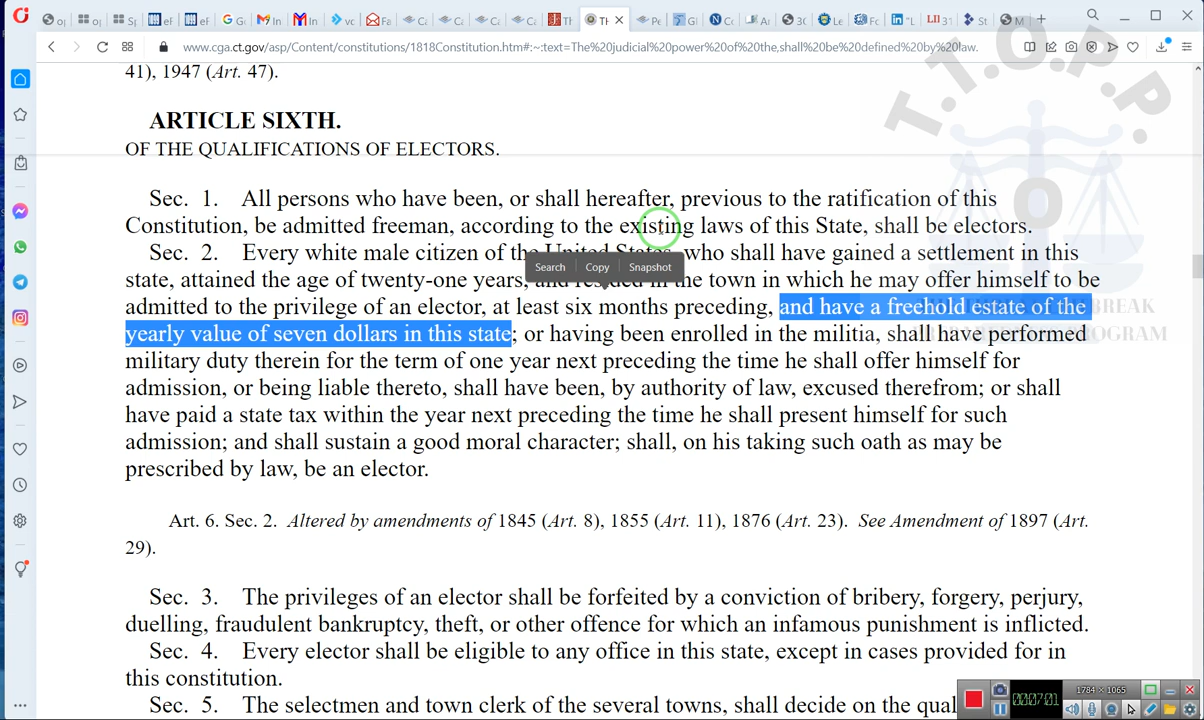 www.cga.ct.gov/asp/Content/constitutions/1818Constitution.htm#:~:text=The%20judicial%20power%20of%20the,shall%20be%20defined%20by%20law.
41), 1947 (Art. 47).
T.T.O.P.P.
ARTICLE SIXTH.
OF THE QUALIFICATIONS OF ELECTORS.
Sec. 1. All persons who have been, or shall hereafter, previous to the ratification of this
Constitution, be admitted freeman, according to the existing laws of this State, shall be electors.
Sec. 2. Every white male citizen of the United States, who shall have gained a settlement in this
Search Copy Snapshot
state, attained the age of twenty-one years, and resided in the town in which he may offer himself to be
admitted to the privilege of an elector, at least six months preceding, and have a freehold estate of the
yearly value of seven dollars in this state; or having been enrolled in the militia, shall have performed
military duty therein for the term of one year next preceding the time he shall offer himself for
admission, or being liable thereto, shall have been, by authority of law, excused therefrom; or shall
have paid a state tax within the year next preceding the time he shall present himself for such
admission; and shall sustain a good moral character; shall, on his taking such oath as may be
prescribed by law, be an elector.
Art. 6. Sec. 2. Altered by amendments of 1845 (Art. 8), 1855 (Art. 11), 1876 (Art. 23). See Amendment of 1897 (Art.
29).
Sec. 3. The privileges of an elector shall be forfeited by a conviction of bribery, forgery, perjury,
duelling, fraudulent bankruptcy, theft, or other offence for which an infamous punishment is inflicted.
Sec. 4. Every elector shall be eligible to any office in this state, except in cases provided for in
this constitution.
Sec. 5. The selectmen and town clerk of the several towns, shall decide on the qual
00:07:01
1784 × 1065